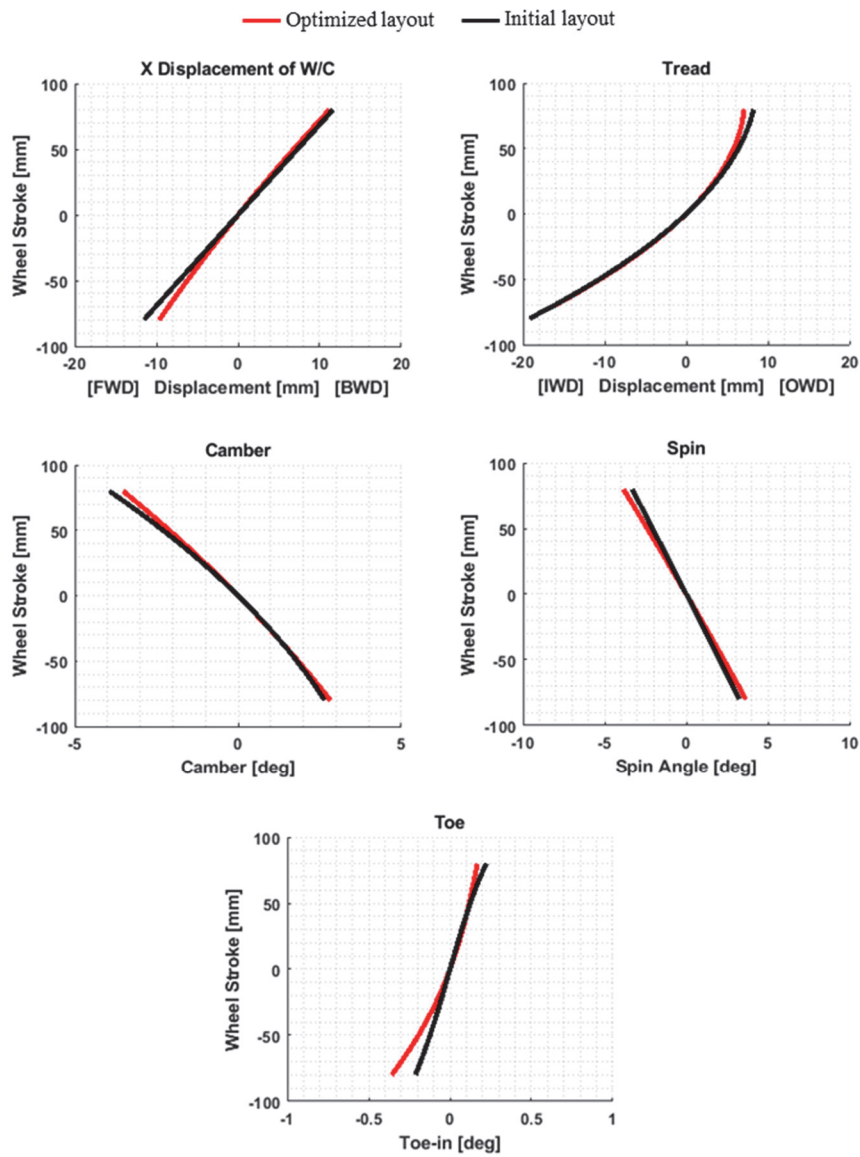 Optimized layout Initial layout
X Displacement of W/C
Wheel Stroke [mm]
100
50
0
-50
-100
-20 -10 0 10 20
[FWD] Displacement [mm] [BWD]
Tread
Wheel Stroke [mm]
100
50
0
-50
-100
-20 -10 0 10 20
[IWD] Displacement [mm] [OWD]
Camber
Wheel Stroke [mm]
100
50
0
-50
-100
-5 0 5
Camber [deg]
Spin
Wheel Stroke [mm]
100
50
0
-50
-100
-10 -5 0 5 10
Spin Angle [deg]
Toe
Wheel Stroke [mm]
100
50
0
-50
-100
-1 -0.5 0 0.5 1
Toe-in [deg]